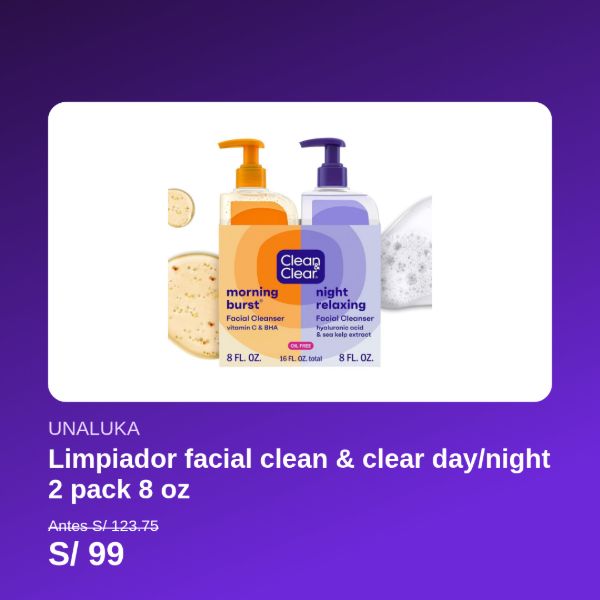 Clean &
Clear®
morning
burst®
Facial Cleanser
vitamin C & BHA
night
relaxing
Facial Cleanser
hyaluronic acid
& sea kelp extract
OIL FREE
8 FL. OZ.
16 FL. OZ. total
8 FL. OZ.
UNALUKA
Limpiador facial clean & clear day/night
2 pack 8 oz
Antes S/ 123.75
S/ 99